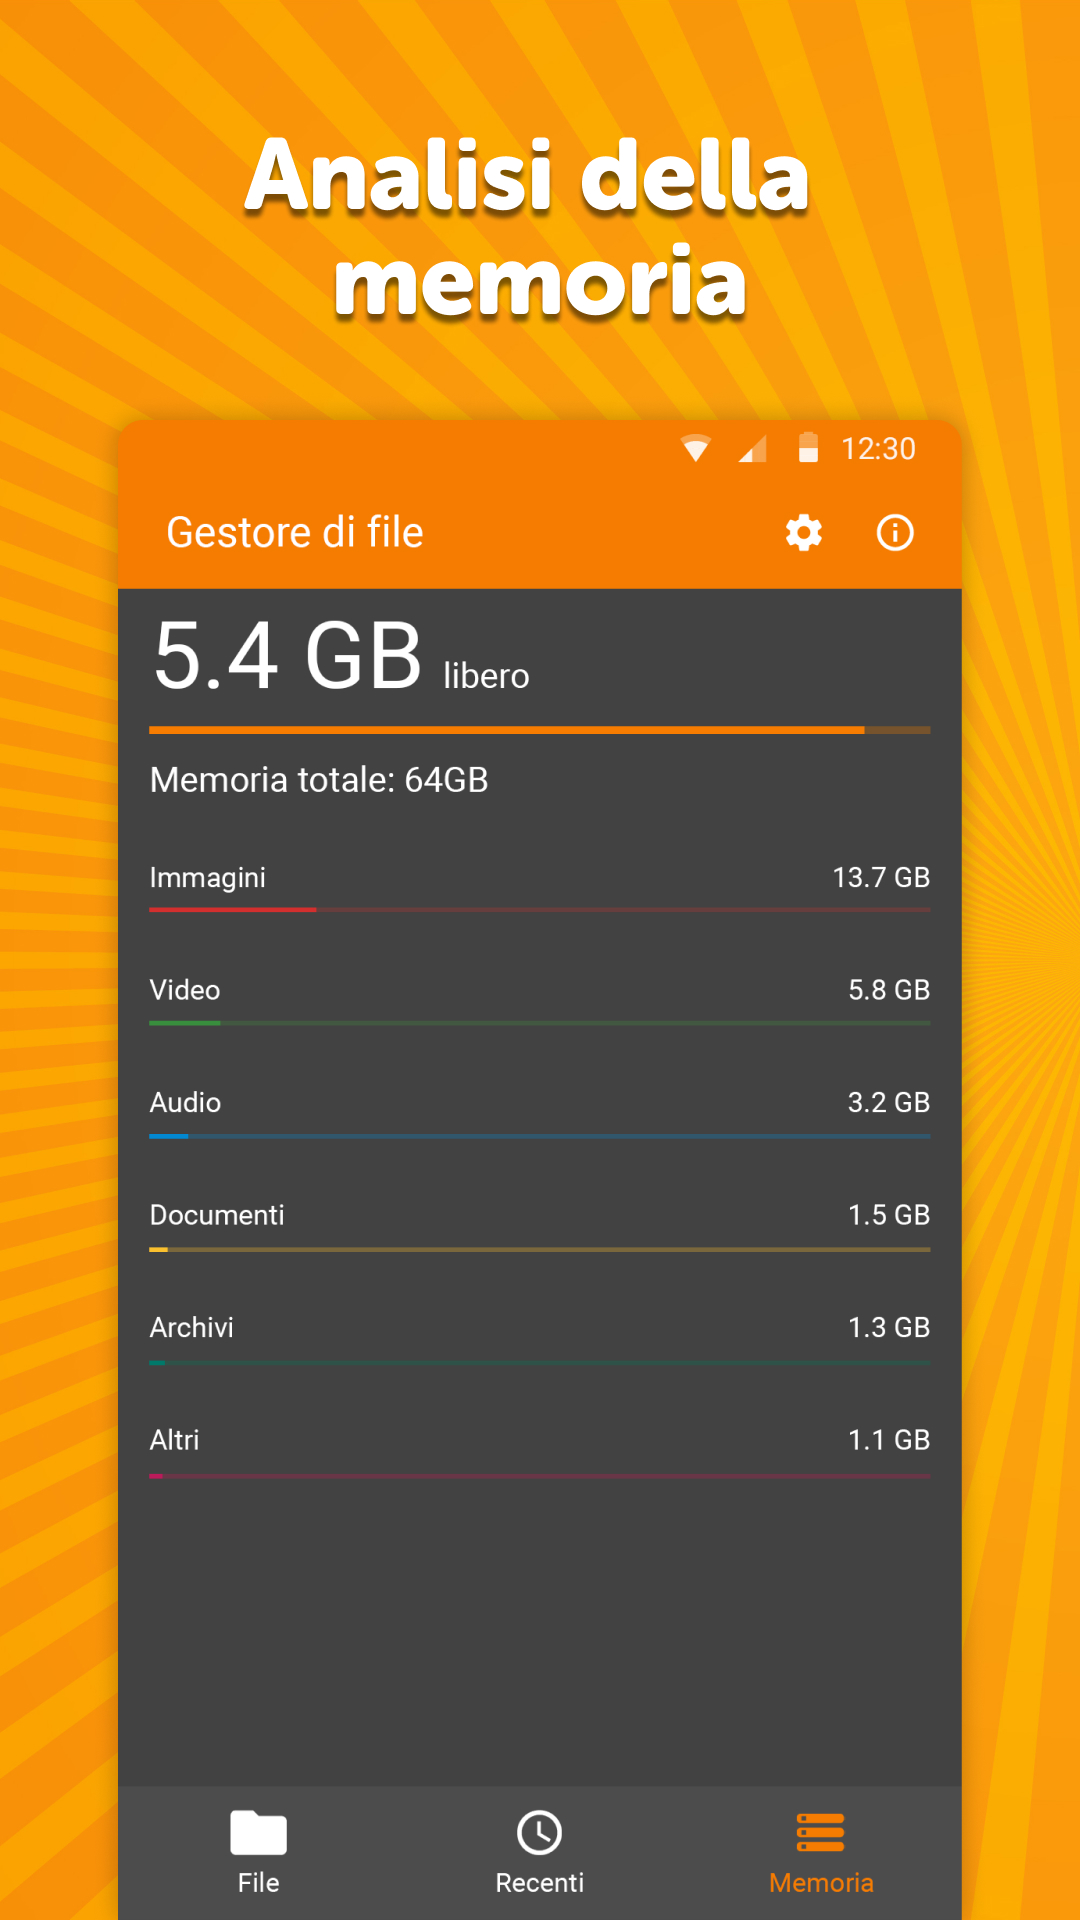 Analisi della
memoria
12:30
Gestore di file
5.4 GB libero
Memoria totale: 64GB
Immagini 13.7 GB
Video 5.8 GB
Audio 3.2 GB
Documenti 1.5 GB
Archivi 1.3 GB
Altri 1.1 GB
File Recenti Memoria